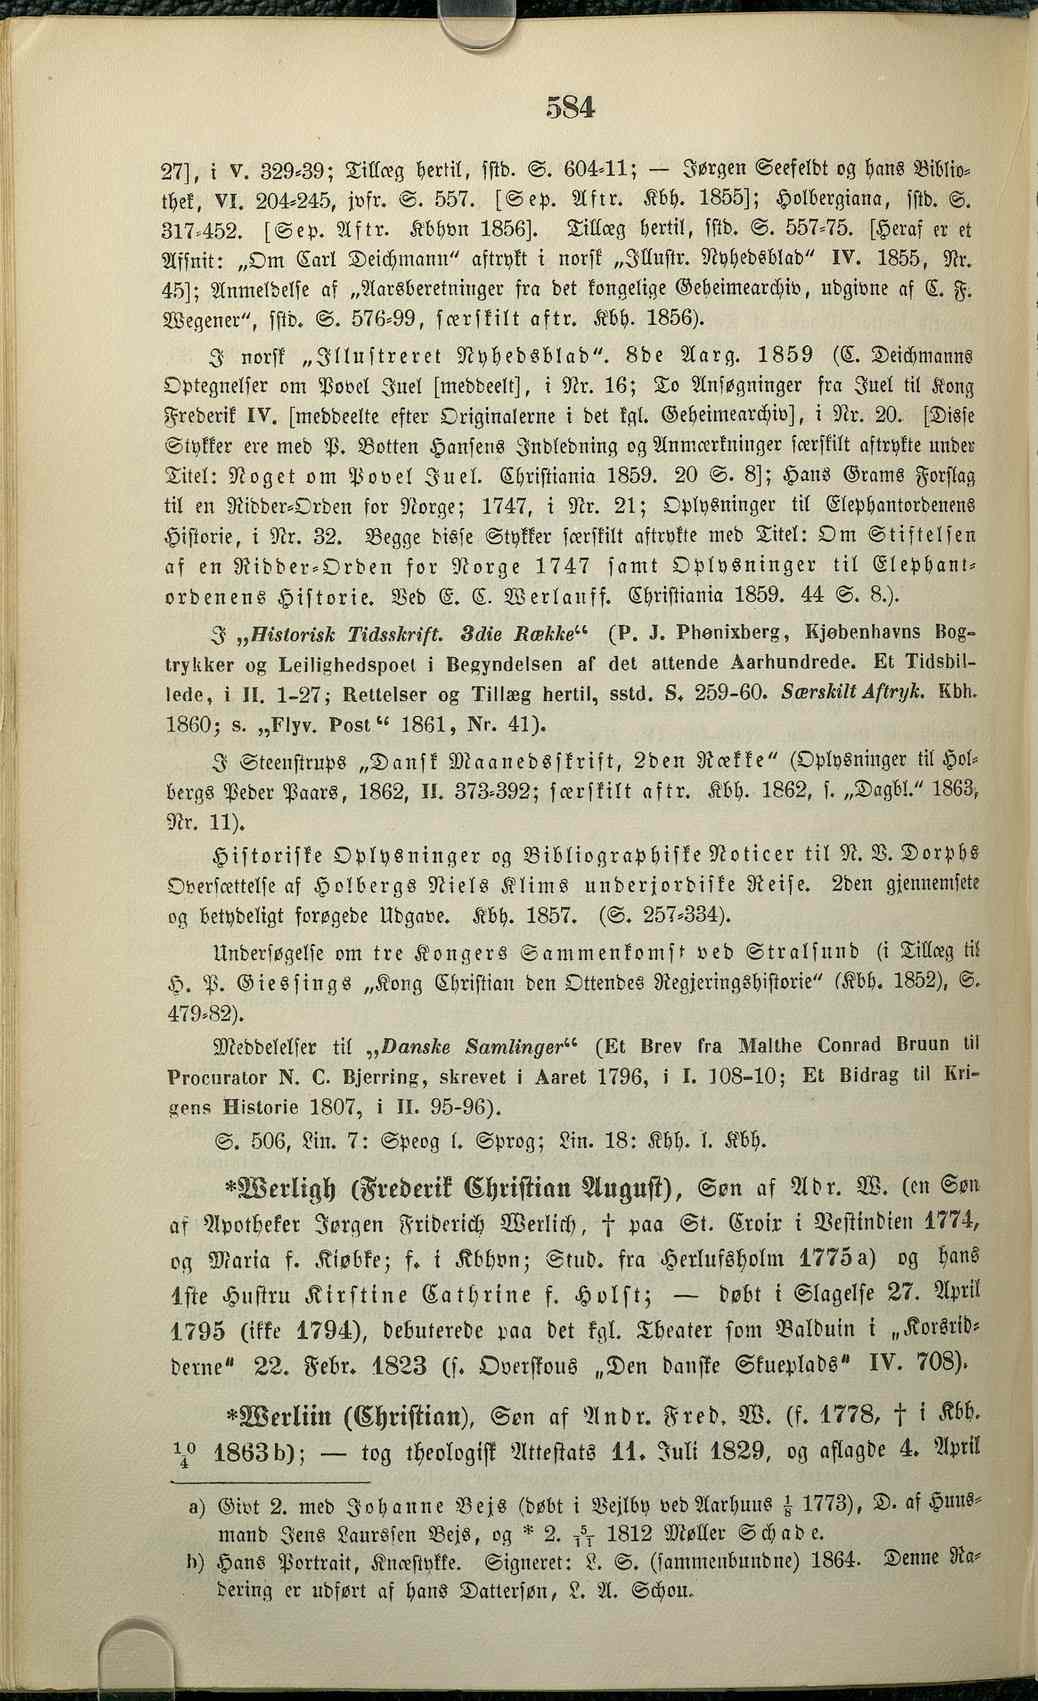 584
27], i V. 329-39; Tillæg hertil, sstd. S. 604-11; — Jørgen Seefeldt og hans Biblio-
thek, VI. 204-245, jvfr. S. 557. [Sep. Aftr. Kbh. 1855]; Holbergiana, sstd. S.
317-452. [Sep. Aftr. Kbhvn 1856]. Tillæg hertil, sstd. S. 557-75. [Heraf er et
Afsnit: „Om Carl Deichmann“ aftrykt i norsk „Illustr. Nyhedsblad“ IV. 1855, Nr.
45]; Anmeldelse af „Aarsberetninger fra det kongelige Geheimearchiv, udgivne af C. F.
Wegener“, sstd. S. 576-99, særskilt aftr. Kbh. 1856).
I norsk „Illustreret Nyhedsblad“. 8de Aarg. 1859 (C. Deichmanns
Optegnelser om Povel Juel [meddeelt], i Nr. 16; To Ansøgninger fra Juel til Kong
Frederik IV. [meddeelte efter Originalerne i det kgl. Geheimearchiv], i Nr. 20. [Disse
Stykker ere med P. Botten Hansens Indledning og Anmærkninger særskilt aftrykte under
Titel: Noget om Povel Juel. Christiania 1859. 20 S. 8]; Hans Grams Forslag
til en Ridder-Orden for Norge; 1747, i Nr. 21; Oplysninger til Elephantordenens
Historie, i Nr. 32. Begge disse Stykker særskilt aftrykte med Titel: Om Stiftelsen
af en Ridder-Orden for Norge 1747 samt Oplysninger til Elephant-
ordenens Historie. Ved E. C. Werlauff. Christiania 1859. 44 S. 8.).
I „Historisk Tidsskrift. 3die Række“ (P. J. Phønixberg, Kjøbenhavns Bog-
trykker og Leilighedspoet i Begyndelsen af det attende Aarhundrede. Et Tidsbil-
lede, i II. 1-27; Rettelser og Tillæg hertil, sstd. S. 259-60. Særskilt Aftryk. Kbh.
1860; s. „Flyv. Post“ 1861, Nr. 41).
I Steenstrups „Dansk Maanedsskrift, 2den Række“ (Oplysninger til Hol-
bergs Peder Paars, 1862, II. 373-392; særskilt aftr. Kbh. 1862, s. „Dagbl.“ 1863,
Nr. 11).
Historiske Oplysninger og Bibliographiske Noticer til N. V. Dorphs
Oversættelse af Holbergs Niels Klims underjordiske Reise. 2den gjennemsete
og betydeligt forøgede Udgave. Kbh. 1857. (S. 257-334).
Undersøgelse om tre Kongers Sammenkomst ved Stralsund (i Tillæg til
H. P. Giessings „Kong Christian den Ottendes Regjeringshistorie“ (Kbh. 1852), S.
479-82).
Meddelelser til „Danske Samlinger“ (Et Brev fra Malthe Conrad Bruun til
Procurator N. C. Bjerring, skrevet i Aaret 1796, i I. 108-10; Et Bidrag til Kri-
gens Historie 1807, i II. 95-96).
S. 506, Lin. 7: Speog l. Sprog; Lin. 18: Khh. l. Kbh.
*Werligh (Frederik Christian August), Søn af Adr. W. (en Søn
af Apotheker Jørgen Friderich Werlich, † paa St. Croix i Vestindien 1774,
og Maria f. Kiøbke; f. i Kbhvn; Stud. fra Herlufsholm 1775 a) og hans
1ste Hustru Kirstine Cathrine f. Holst; — døbt i Slagelse 27. April
1795 (ikke 1794), debuterede paa det kgl. Theater som Balduin i „Korsrid-
derne“ 22. Febr. 1823 (s. Overskous „Den danske Skueplads“ IV. 708).
*Werliin (Christian), Søn af Andr. Fred. W. (f. 1778, † i Kbh.
10/4 1863 b); — tog theologisk Attestats 11. Juli 1829, og aflagde 4. April
a) Givt 2. med Johanne Bejs (døbt i Vejlby ved Aarhuus 1/8 1773), D. af Huus-
mand Jens Laurssen Bejs, og * 2. 5/11 1812 Møller Schade.
b) Hans Portrait, Knæstykke. Signeret: L. S. (sammenbundne) 1864. Denne Ra-
dering er udført af hans Dattersøn, L. A. Schou.